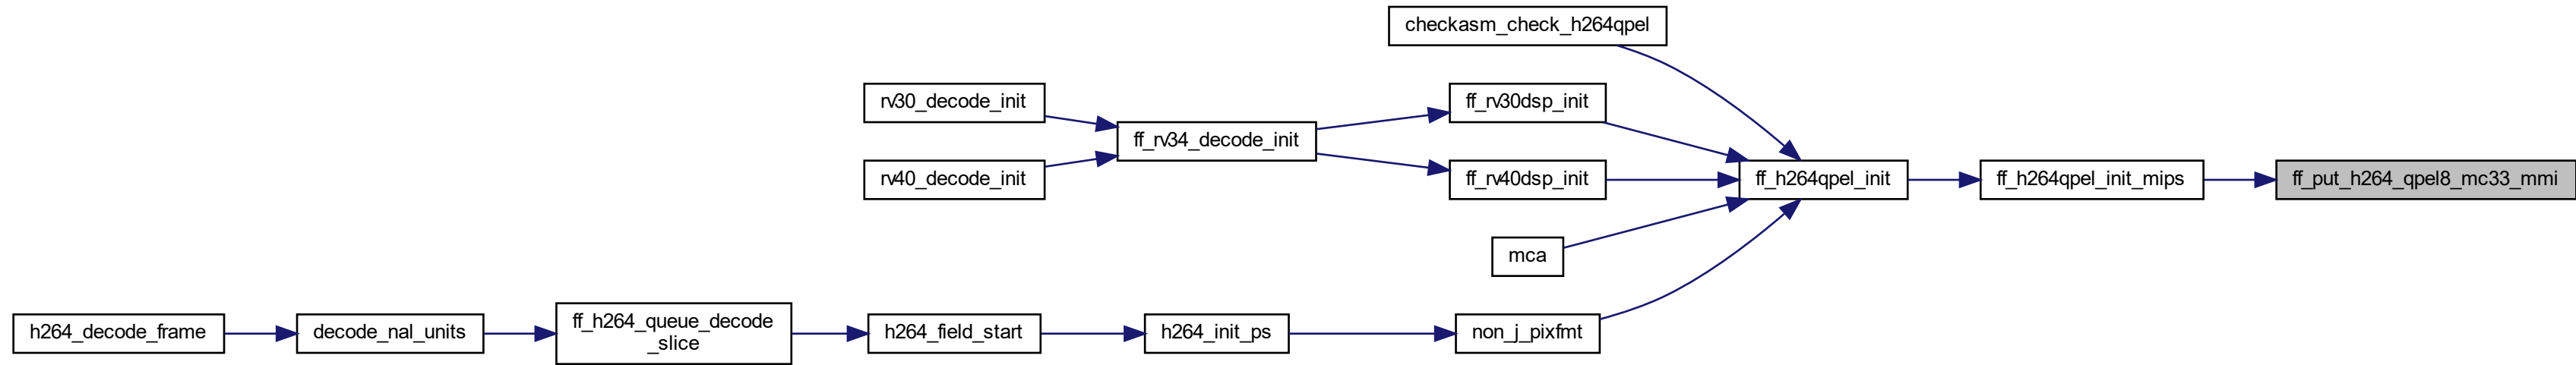 checkasm_check_h264qpel
rv30_decode_init
ff_rv30dsp_init
ff_rv34_decode_init
rv40_decode_init
ff_rv40dsp_init
ff_h264qpel_init
ff_h264qpel_init_mips
ff_put_h264_qpel8_mc33_mmi
mca
h264_decode_frame
decode_nal_units
ff_h264_queue_decode
_slice
h264_field_start
h264_init_ps
non_j_pixfmt